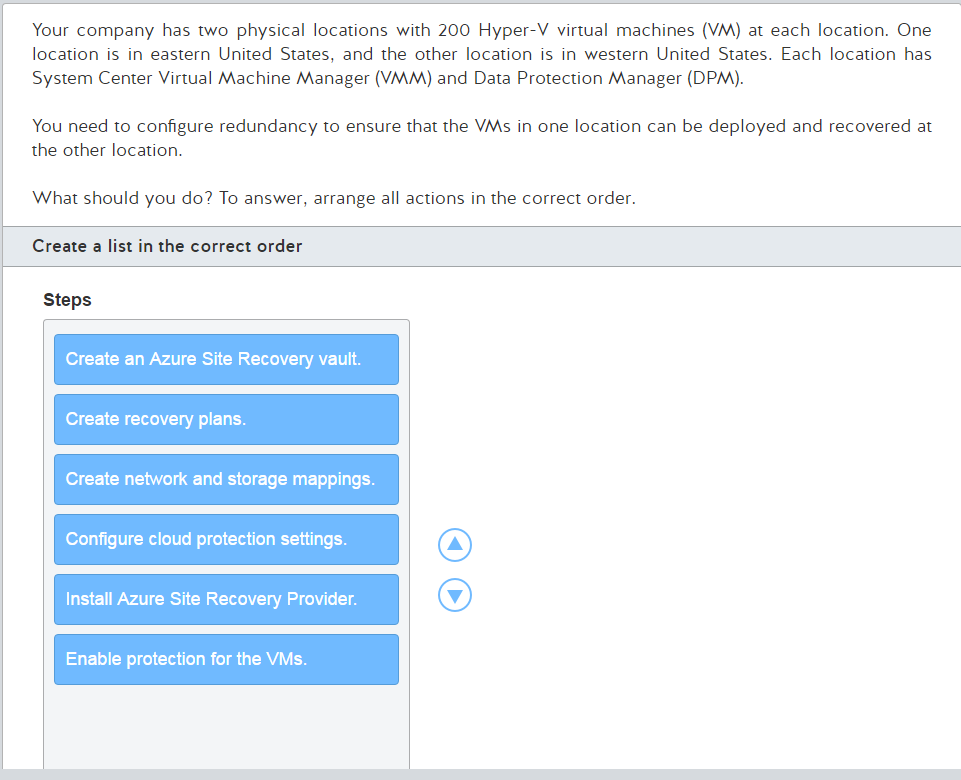 Your company has two physical locations with 200 Hyper-V virtual machines (VM) at each location. One
location is in eastern United States, and the other location is in western United States. Each location has
System Center Virtual Machine Manager (VMM) and Data Protection Manager (DPM).
You need to configure redundancy to ensure that the VMs in one location can be deployed and recovered at
the other location.
What should you do? To answer, arrange all actions in the correct order.
Create a list in the correct order
Steps
Create an Azure Site Recovery vault.
Create recovery plans.
Create network and storage mappings.
Configure cloud protection settings.
Install Azure Site Recovery Provider.
Enable protection for the VMs.